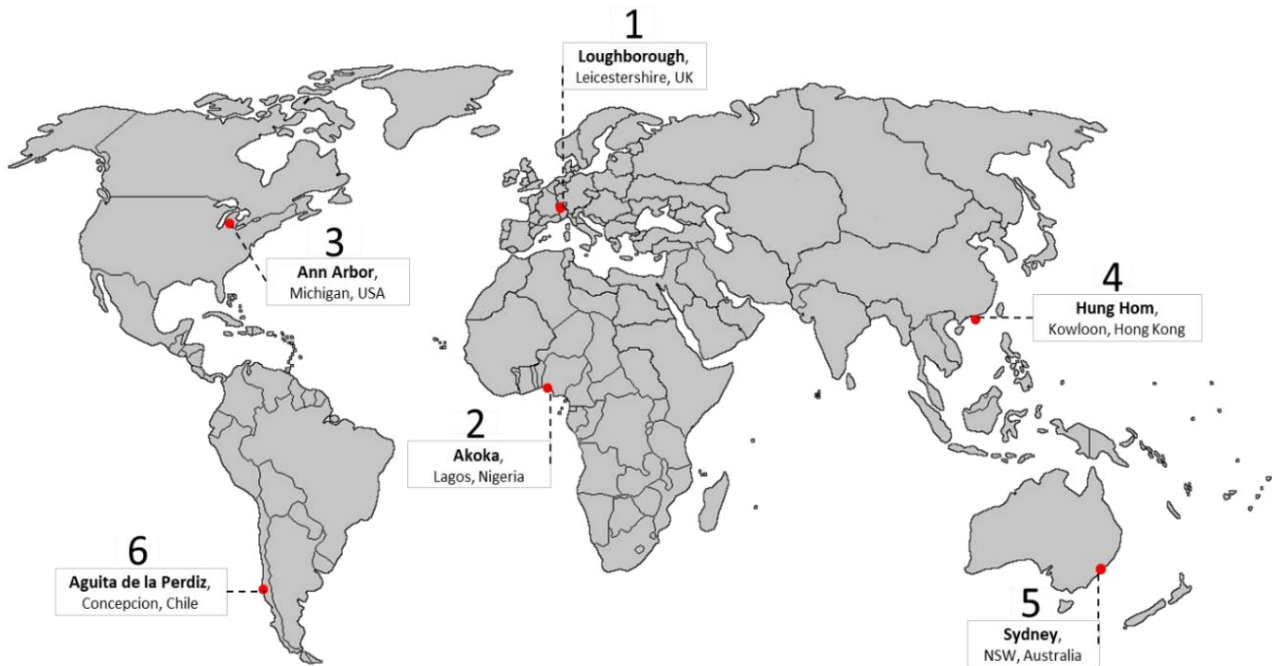 1
Loughborough,
Leicestershire, UK
2
Akoka,
Lagos, Nigeria
3
Ann Arbor,
Michigan, USA
4
Hung Hom,
Kowloon, Hong Kong
5
Sydney,
NSW, Australia
6
Aguita de la Perdiz,
Concepcion, Chile